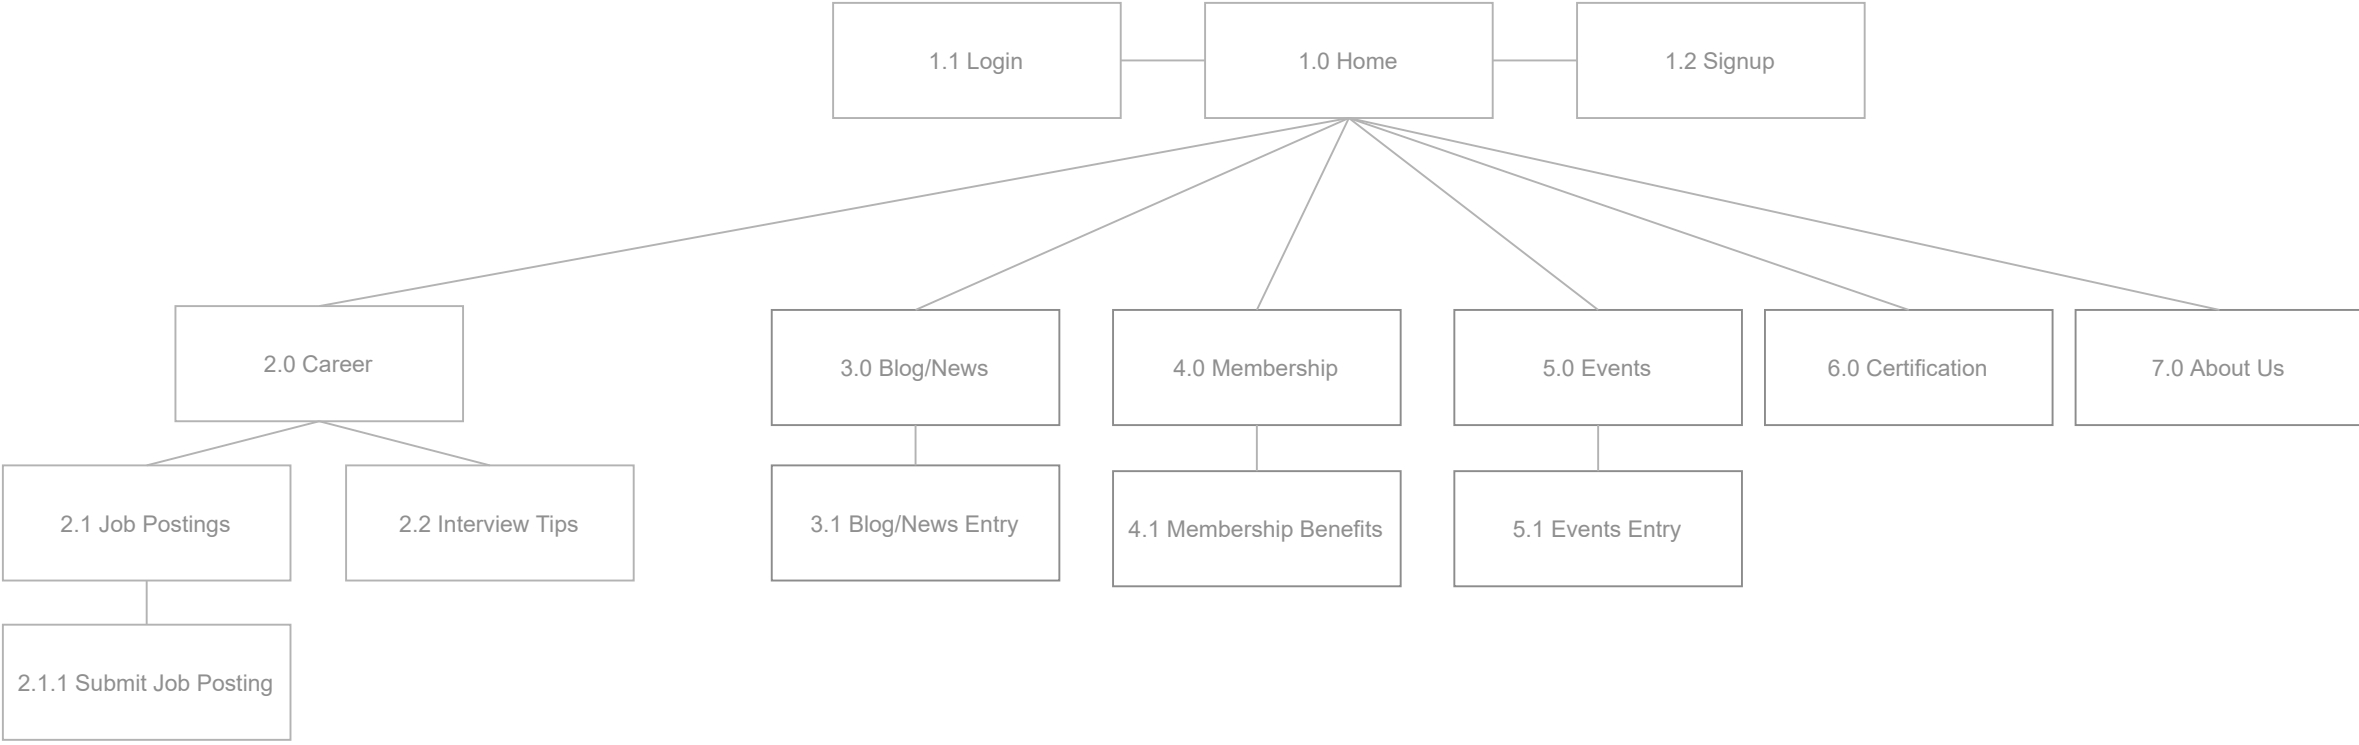 1.1 Login
1.0 Home
1.2 Signup
2.0 Career
3.0 Blog/News
4.0 Membership
5.0 Events
6.0 Certification
7.0 About Us
2.1 Job Postings
2.2 Interview Tips
3.1 Blog/News Entry
4.1 Membership Benefits
5.1 Events Entry
2.1.1 Submit Job Posting